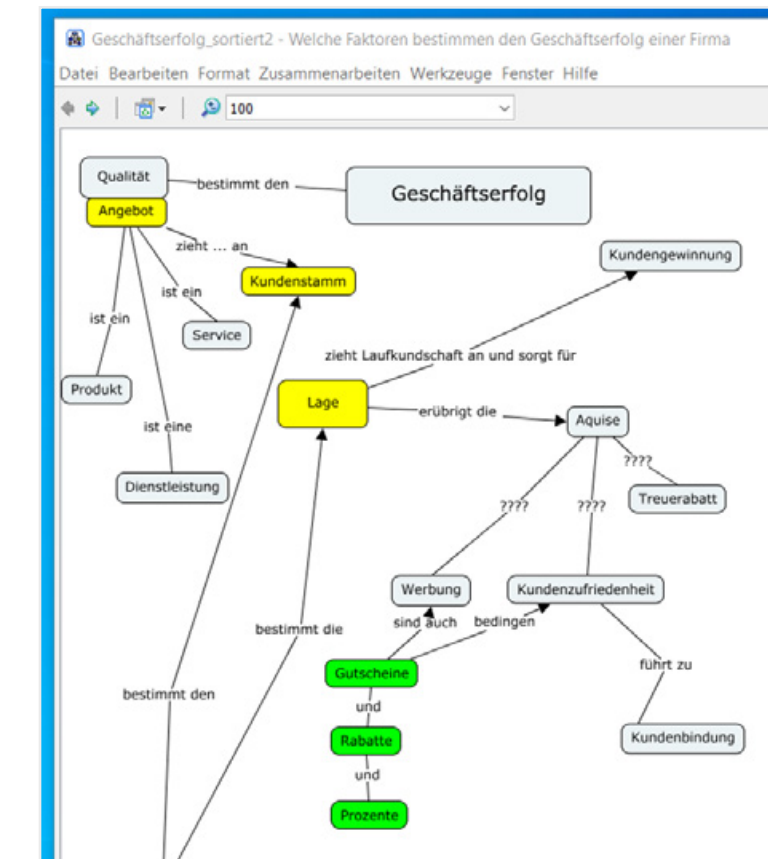 Geschäftserfolg_sortiert2 - Welche Faktoren bestimmen den Geschäftserfolg einer Firma
Datei Bearbeiten Format Zusammenarbeiten Werkzeuge Fenster Hilfe
100
Qualität
bestimmt den
Geschäftserfolg
Angebot
zieht ... an
Kundengewinnung
Kundenstamm
ist ein
ist ein
Service
zieht Laufkundschaft an und sorgt für
Produkt
Lage
erübrigt die
Aquise
ist eine
????
Dienstleistung
Treuerabatt
????
????
Werbung
Kundenzufriedenheit
sind auch
bedingen
bestimmt die
führt zu
Gutscheine
bestimmt den
und
Rabatte
Kundenbindung
und
Prozente